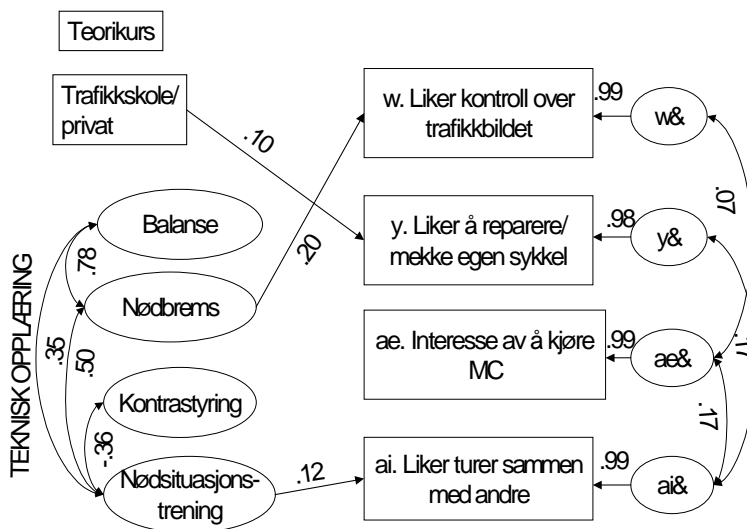 Teorikurs
Trafikkskole/
privat
w. Liker kontroll over
trafikkbildet
.99
w&
.10
.07
Balanse
y. Liker å reparere/
mekke egen sykkel
.98
y&
.78
.20
TEKNISK OPPLÆRING
Nødbrems
.35
.50
ae. Interesse av å kjøre
MC
.99
ae&
.17
Kontrastyring
.17
-.36
Nødsituasjons-
trening
.12
ai. Liker turer sammen
med andre
.99
ai&